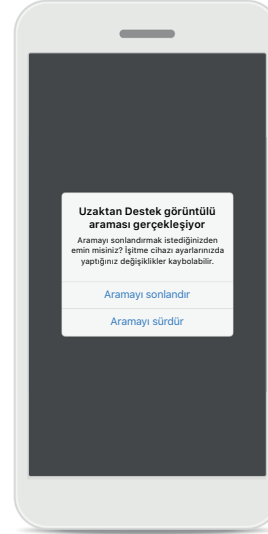 Uzaktan Destek görüntülü
araması gerçekleşiyor
Aramayı sonlandırmak istediğinizden
emin misiniz? İşitme cihazı ayarlarınızda
yaptığınız değişiklikler kaybolabilir.
Aramayı sonlandır
Aramayı sürdür